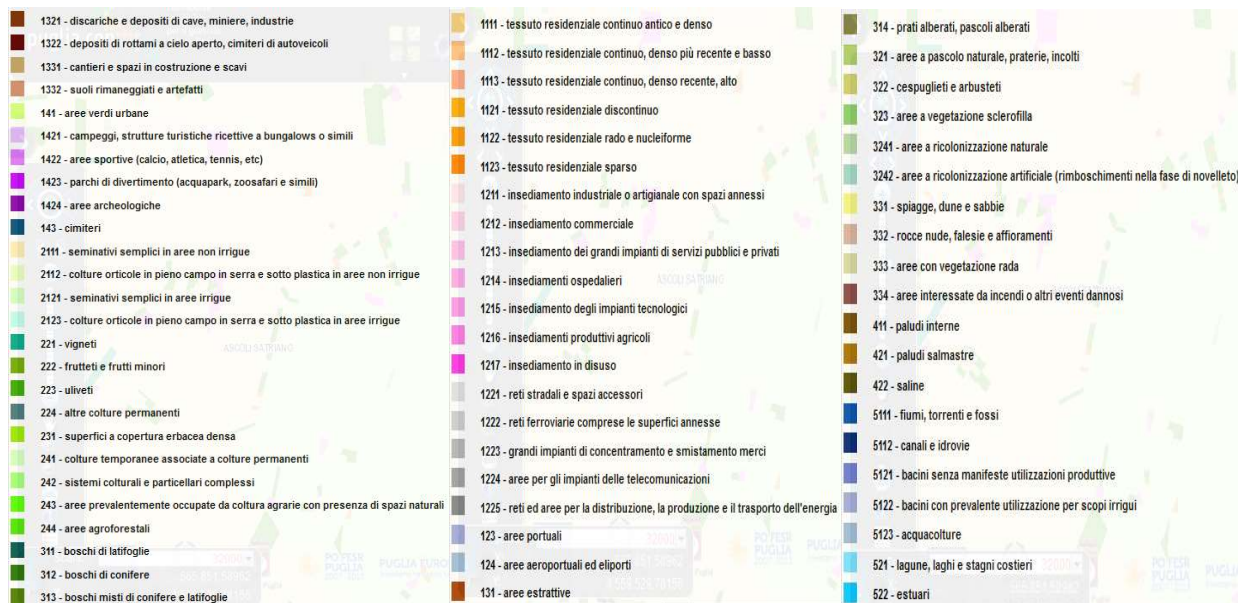 1321 - discariche e depositi di cave, miniere, industrie
1322 - depositi di rottami a cielo aperto, cimiteri di autoveicoli
1331 - cantieri e spazi in costruzione e scavi
1332 - suoli rimaneggiati e artefatti
141 - aree verdi urbane
1421 - campeggi, strutture turistiche ricettive a bungalows o simili
1422 - aree sportive (calcio, atletica, tennis, etc)
1423 - parchi di divertimento (acquapark, zoosafari e simili)
1424 - aree archeologiche
143 - cimiteri
2111 - seminativi semplici in aree non irrigue
2112 - colture orticole in pieno campo in serra e sotto plastica in aree non irrigue
2121 - seminativi semplici in aree irrigue
2123 - colture orticole in pieno campo in serra e sotto plastica in aree irrigue
221 - vigneti
222 - frutteti e frutti minori
223 - uliveti
224 - altre colture permanenti
231 - superfici a copertura erbacea densa
241 - colture temporanee associate a colture permanenti
242 - sistemi colturali e particellari complessi
243 - aree prevalentemente occupate da coltura agrarie con presenza di spazi naturali
244 - aree agroforestali
311 - boschi di latifoglie
312 - boschi di conifere
313 - boschi misti di conifere e latifoglie
1111 - tessuto residenziale continuo antico e denso
1112 - tessuto residenziale continuo, denso più recente e basso
1113 - tessuto residenziale continuo, denso recente, alto
1121 - tessuto residenziale discontinuo
1122 - tessuto residenziale rado e nucleiforme
1123 - tessuto residenziale sparso
1211 - insediamento industriale o artigianale con spazi annessi
1212 - insediamento commerciale
1213 - insediamento dei grandi impianti di servizi pubblici e privati
1214 - insediamenti ospedalieri
1215 - insediamento degli impianti tecnologici
1216 - insediamenti produttivi agricoli
1217 - insediamento in disuso
1221 - reti stradali e spazi accessori
1222 - reti ferroviarie comprese le superfici annesse
1223 - grandi impianti di concentramento e smistamento merci
1224 - aree per gli impianti delle telecomunicazioni
1225 - reti ed aree per la distribuzione, la produzione e il trasporto dell'energia
123 - aree portuali
124 - aree aeroportuali ed eliporti
131 - aree estrattive
314 - prati alberati, pascoli alberati
321 - aree a pascolo naturale, praterie, incolti
322 - cespuglieti e arbusteti
323 - aree a vegetazione sclerofilla
3241 - aree a ricolonizzazione naturale
3242 - aree a ricolonizzazione artificiale (rimboschimenti nella fase di novelleto)
331 - spiagge, dune e sabbie
332 - rocce nude, falesie e affioramenti
333 - aree con vegetazione rada
334 - aree interessate da incendi o altri eventi dannosi
411 - paludi interne
421 - paludi salmastre
422 - saline
5111 - fiumi, torrenti e fossi
5112 - canali e idrovie
5121 - bacini senza manifeste utilizzazioni produttive
5122 - bacini con prevalente utilizzazione per scopi irrigui
5123 - acquacolture
521 - lagune, laghi e stagni costieri
522 - estuari
ASCOLI SATRIANO
ASCOLI SATRIANO
PO FESR
PUGLIA
2007-2013